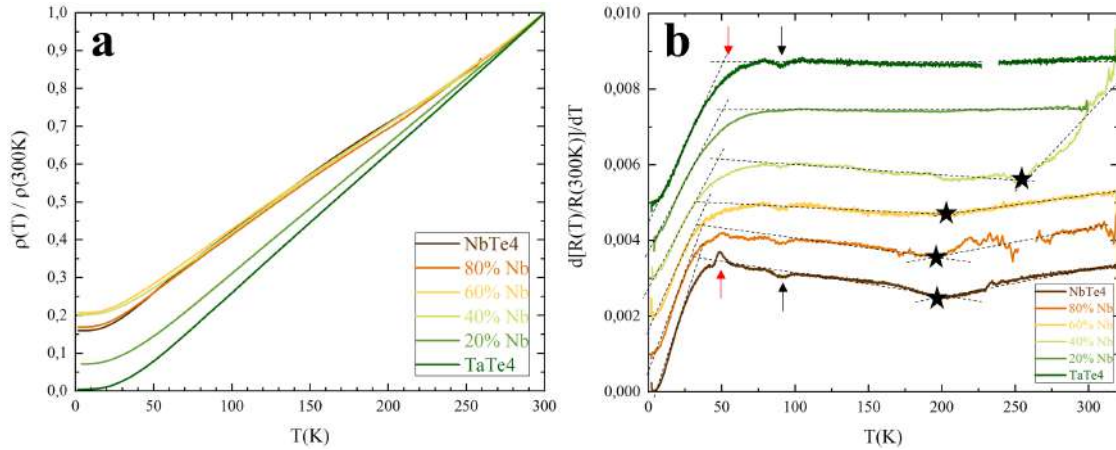 a
1,0
0,9
0,8
0,7
0,6
0,5
0,4
0,3
0,2
0,1
0,0
ρ(T) / ρ(300K)
0 50 100 150 200 250 300
T(K)
NbTe4
80% Nb
60% Nb
40% Nb
20% Nb
TaTe4
b
0,010
0,008
0,006
0,004
0,002
0,000
d[R(T)/R(300K)]/dT
0 50 100 150 200 250 300
T(K)
NbTe4
80% Nb
60% Nb
40% Nb
20% Nb
TaTe4